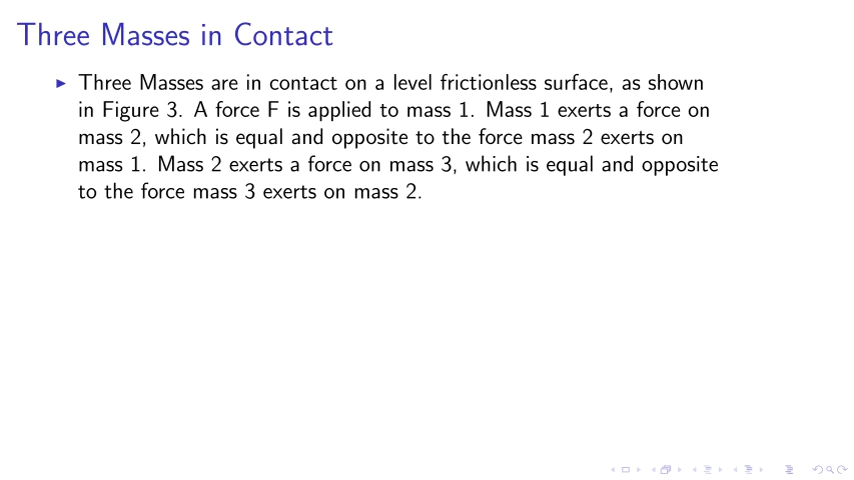 Three Masses in Contact
Three Masses are in contact on a level frictionless surface, as shown
in Figure 3. A force F is applied to mass 1. Mass 1 exerts a force on
mass 2, which is equal and opposite to the force mass 2 exerts on
mass 1. Mass 2 exerts a force on mass 3, which is equal and opposite
to the force mass 3 exerts on mass 2.